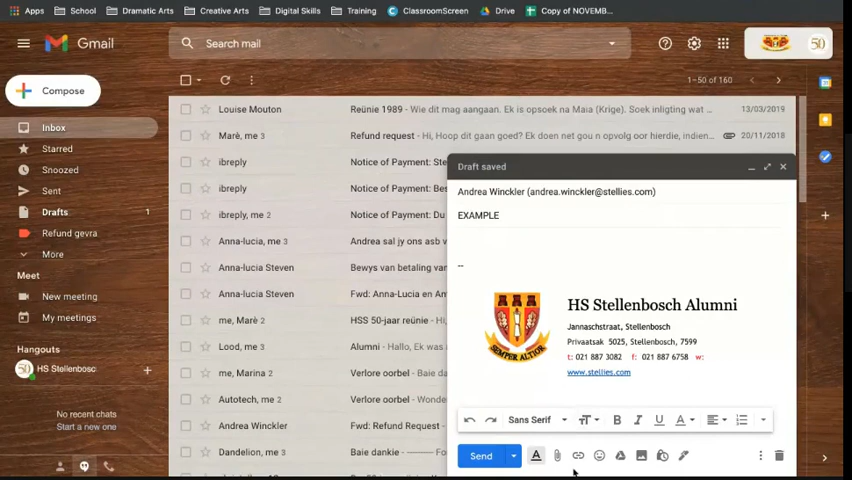 Apps School Dramatic Arts Creative Arts Digital Skills Training ClassroomScreen Drive Copy of NOVEMB...
Gmail
Search mail
50
Compose
1–50 of 160
Inbox
Starred
Snoozed
Sent
Drafts 1
Refund gevra
More
Meet
New meeting
My meetings
Hangouts
50 HS Stellenbosc
No recent chats
Start a new one
Louise Mouton Reünie 1989 - Wie dit mag aangaan. Ek is opsoek na Maia (Krige). Soek inligting wat ... 13/03/2019
Marè, me 3 Refund request - Hi, Hoop dit gaan goed? Ek doen net gou n opvolg oor hierdie, indien... 20/11/2018
ibreply Notice of Payment: Ste
ibreply Notice of Payment: Bes
ibreply, me 2 Notice of Payment: Du
Anna-lucia, me 3 Andrea sal jy ons asb v
Anna-lucia Steven Bewys van betaling van
Anna-lucia Steven Fwd: Anna-Lucia en An
me, Marè 2 HSS 50-jaar reünie - H
Lood, me 3 Alumni - Hallo, Ek was
me, Marina 2 Verlore oorbel - Baie da
Autotech, me 2 Verlore oorbel - Wonde
Andrea Winckler Fwd: Refund Request -
Dandelion, me 3 Baie dankie -
Draft saved
Andrea Winckler (andrea.winckler@stellies.com)
EXAMPLE
--
SEMPER ALTIOR
HS Stellenbosch Alumni
Jannaschstraat, Stellenbosch
Privaatsak 5025, Stellenbosch, 7599
t: 021 887 3082 f: 021 887 6758 w:
www.stellies.com
Sans Serif
Send